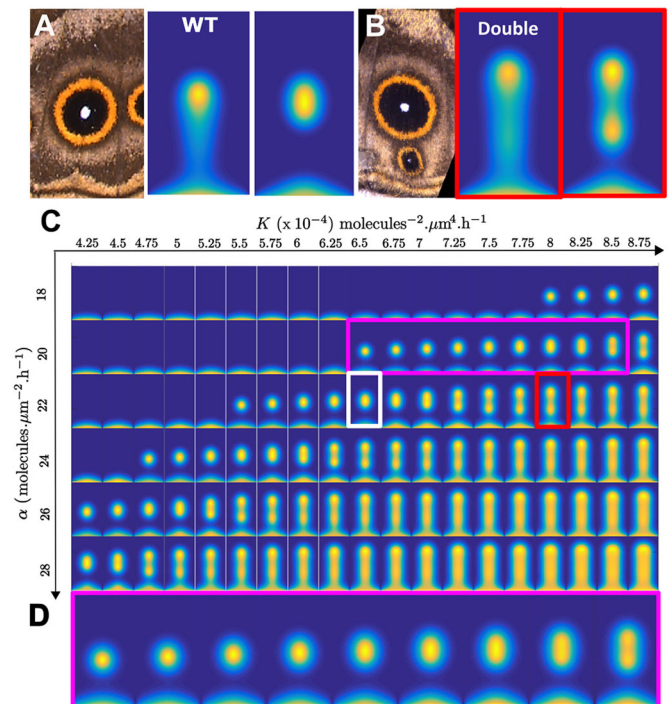 A
WT
B
Double
C
K (x 10⁻⁴) molecules⁻².μm⁴.h⁻¹
4.25 4.5 4.75 5 5.25 5.5 5.75 6 6.25 6.5 6.75 7 7.25 7.5 7.75 8 8.25 8.5 8.75
α (molecules.μm⁻².h⁻¹)
18
20
22
24
26
28
D